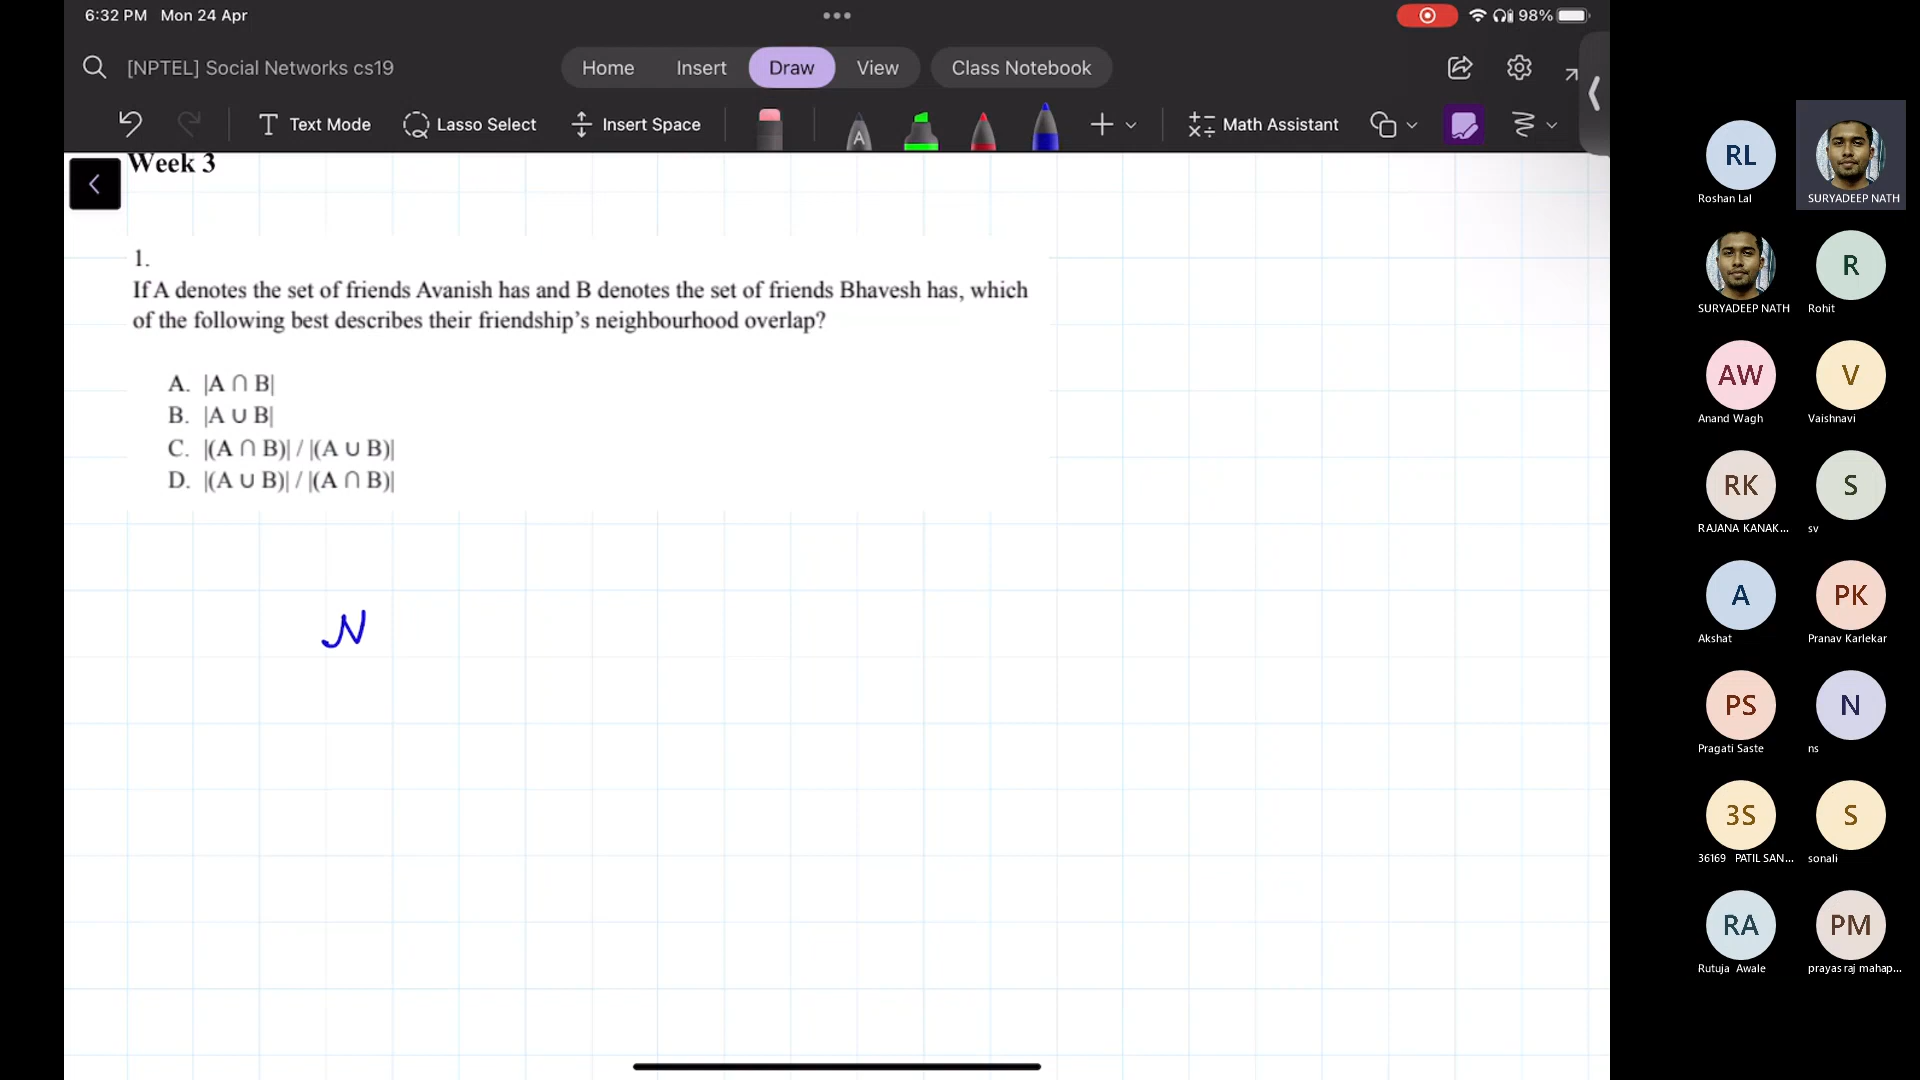 6:32 PM Mon 24 Apr
98%
[NPTEL] Social Networks cs19
Home Insert Draw View Class Notebook
Text Mode Lasso Select Insert Space A Math Assistant
Week 3
1.
If A denotes the set of friends Avanish has and B denotes the set of friends Bhavesh has, which
of the following best describes their friendship's neighbourhood overlap?
A. |A ∩ B|
B. |A ∪ B|
C. |(A ∩ B)| / |(A ∪ B)|
D. |(A ∪ B)| / |(A ∩ B)|
N
RL
Roshan Lal SURYADEEP NATH
R
SURYADEEP NATH Rohit
AW V
Anand Wagh Vaishnavi
RK S
RAJANA KANAK... sv
A PK
Akshat Pranav Karlekar
PS N
Pragati Saste ns
3S S
36169 PATIL SAN... sonali
RA PM
Rutuja Awale prayas raj mahap...